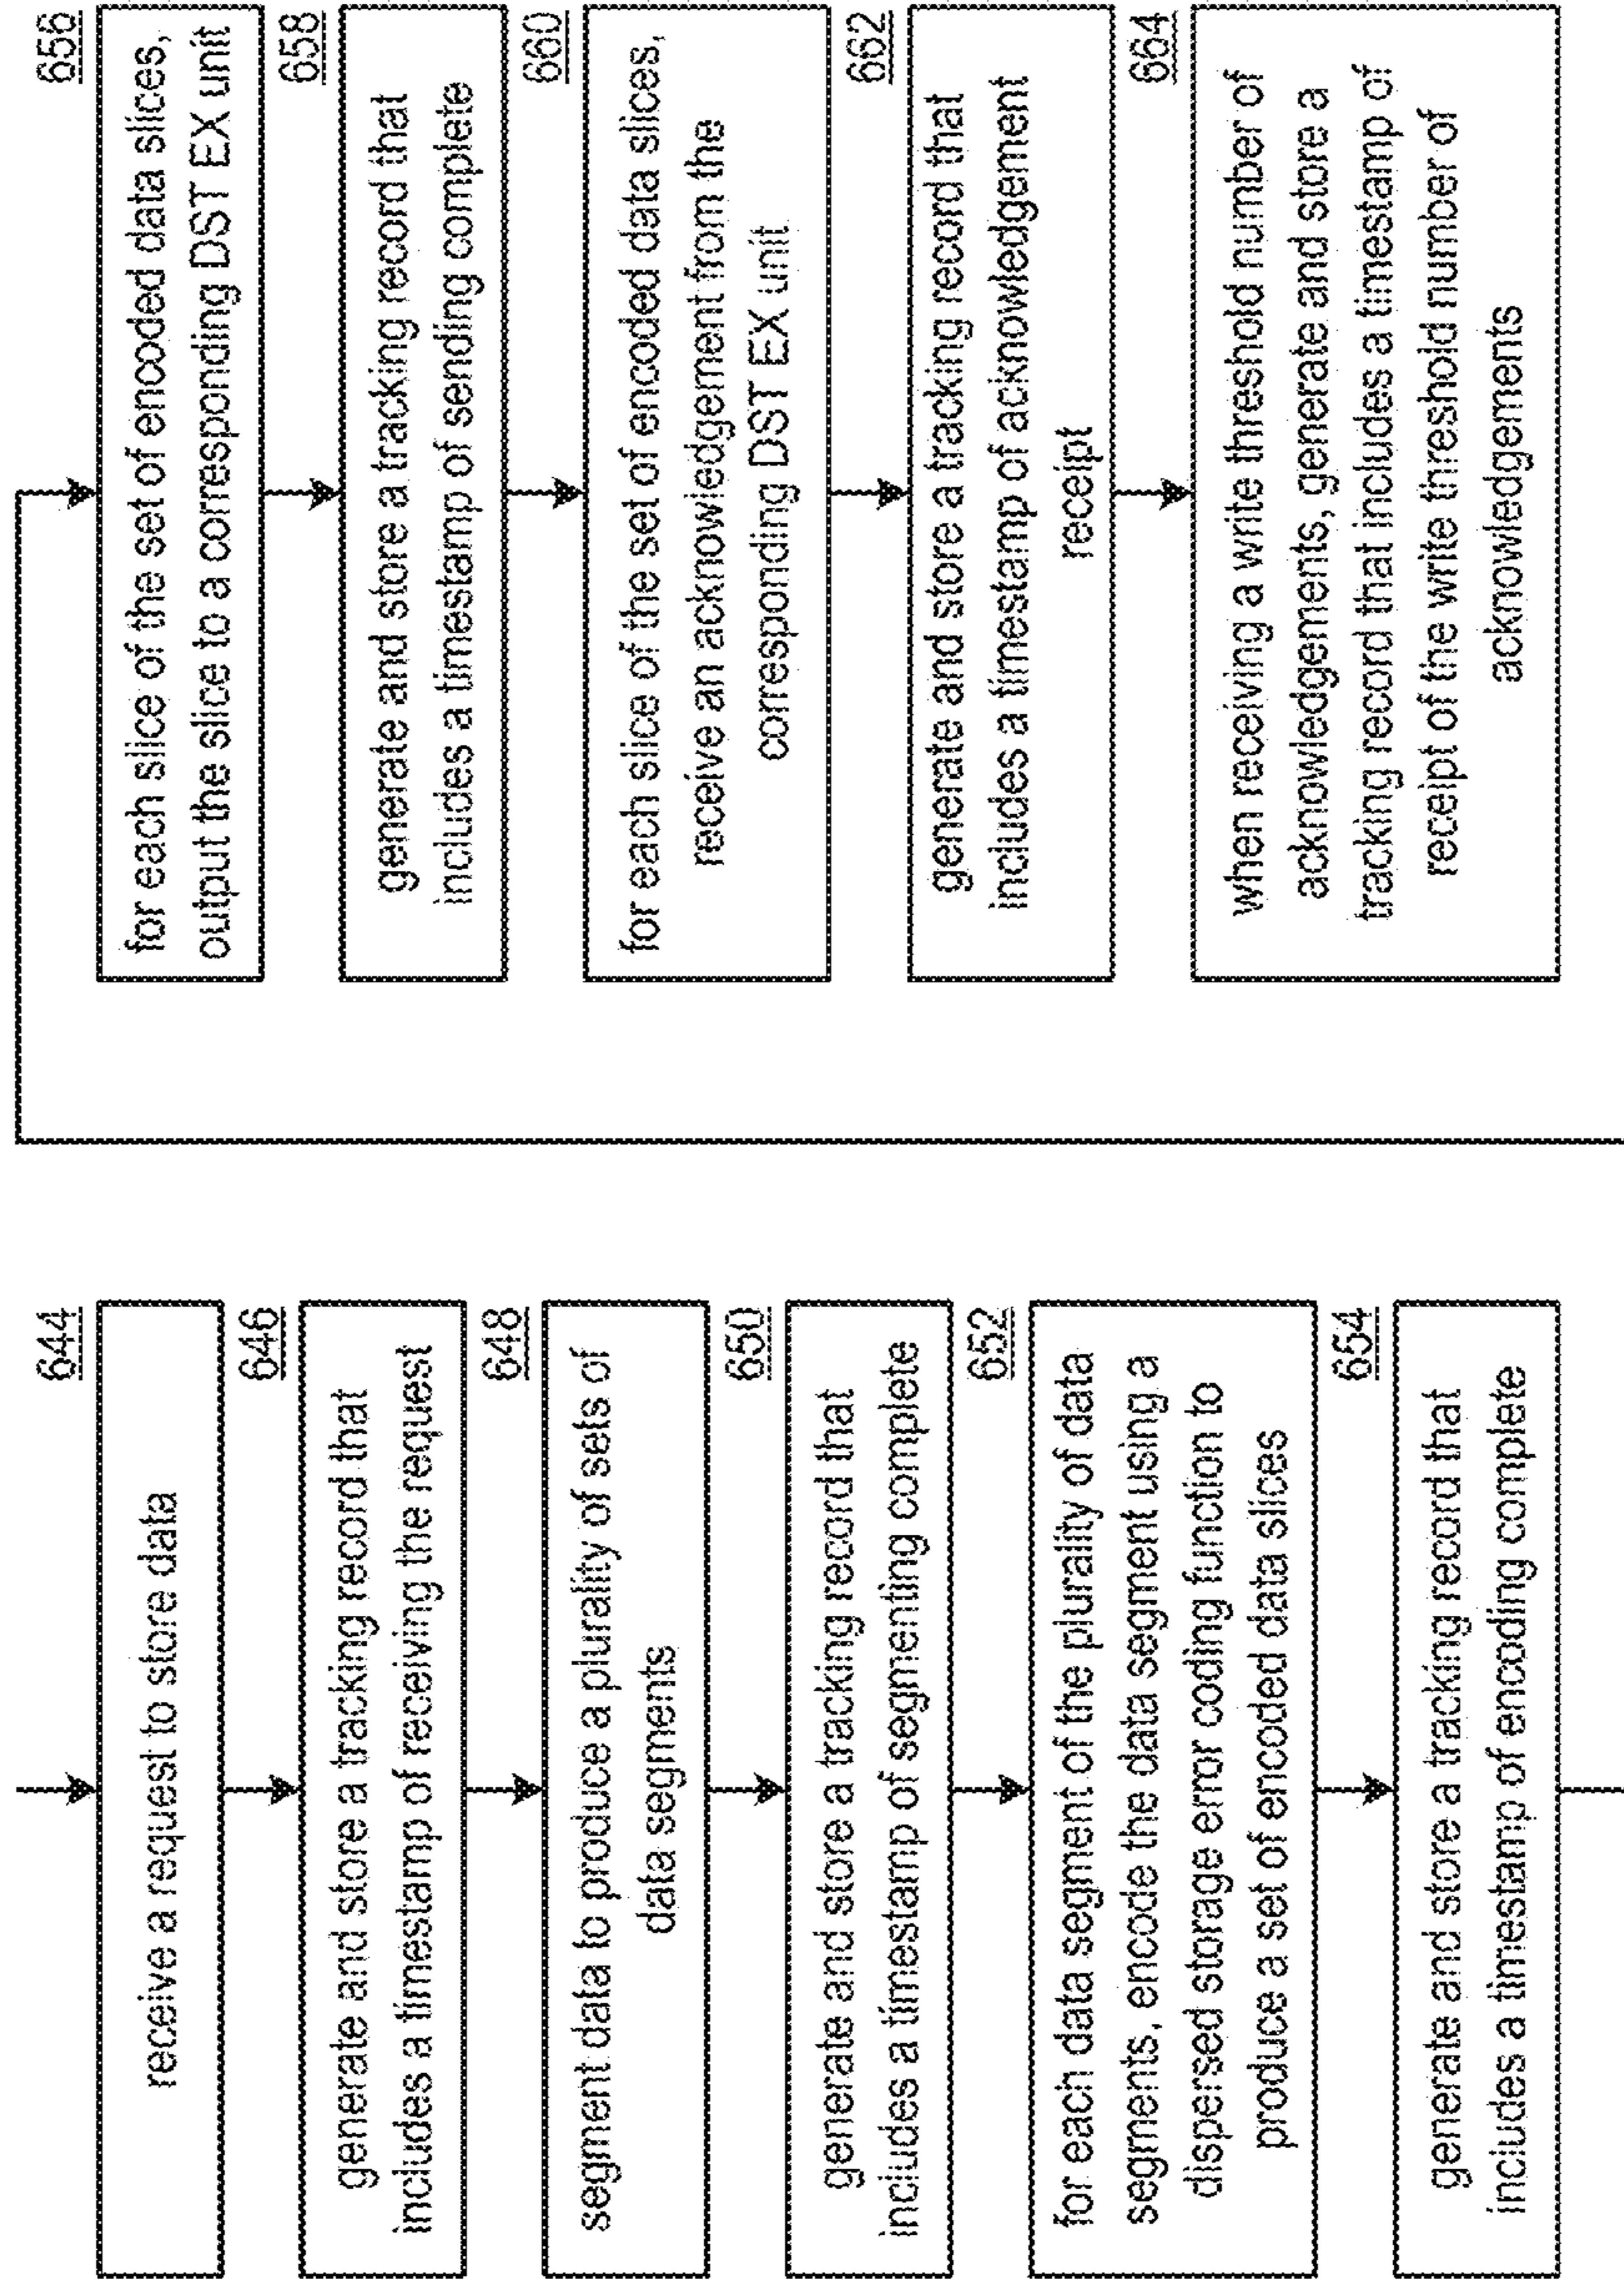 644
receive a request to store data
646
generate and store a tracking record that
includes a timestamp of receiving the request
648
segment data to produce a plurality of sets of
data segments
650
generate and store a tracking record that
includes a timestamp of segmenting complete
652
for each data segment of the plurality of data
segments, encode the data segment using a
dispersed storage error coding function to
produce a set of encoded data slices
654
generate and store a tracking record that
includes a timestamp of encoding complete
656
for each slice of the set of encoded data slices,
output the slice to a corresponding DST EX unit
658
generate and store a tracking record that
includes a timestamp of sending complete
660
for each slice of the set of encoded data slices,
receive an acknowledgement from the
corresponding DST EX unit
662
generate and store a tracking record that
includes a timestamp of acknowledgement
receipt
664
when receiving a write threshold number of
acknowledgements, generate and store a
tracking record that includes a timestamp of
receipt of the write threshold number of
acknowledgements